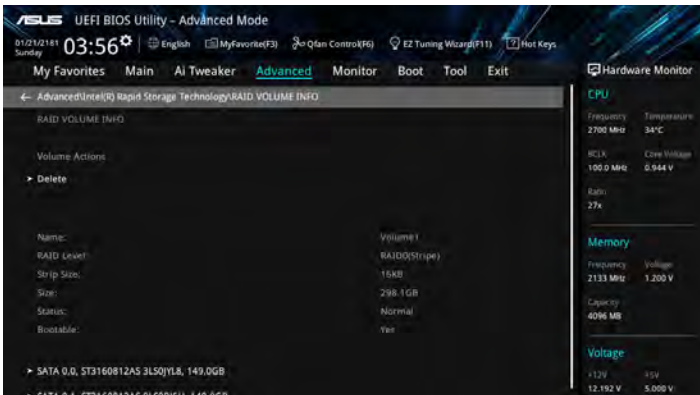 ASUS UEFI BIOS Utility – Advanced Mode
01/21/2181 Sunday 03:56 English MyFavorite(F3) Qfan Control(F6) EZ Tuning Wizard(F11) Hot Keys
My Favorites Main Ai Tweaker Advanced Monitor Boot Tool Exit
Hardware Monitor
← Advanced\Intel(R) Rapid Storage Technology\RAID VOLUME INFO
RAID VOLUME INFO
Volume Actions
> Delete
Name: Volume1
RAID Level: RAID0(Stripe)
Strip Size: 16KB
Size: 298.1GB
Status: Normal
Bootable: Yes
> SATA 0.0, ST3160812AS 3LS0JYL8, 149.0GB
CPU
Frequency Temperature
2700 MHz 34°C
BCLK Core Voltage
100.0 MHz 0.944 V
Ratio
27x
Memory
Frequency Voltage
2133 MHz 1.200 V
Capacity
4096 MB
Voltage
+12V +5V
12.192 V 5.000 V